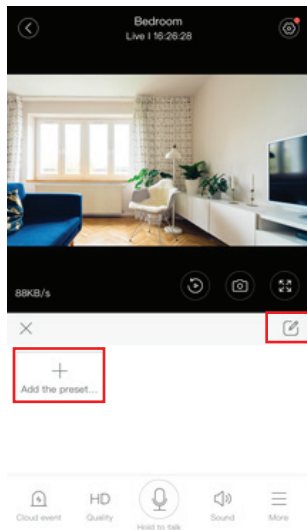 Bedroom
Live I 16:26:28
88KB/s
Add the preset...
HD
Cloud event
Quality
Hold to talk
Sound
More